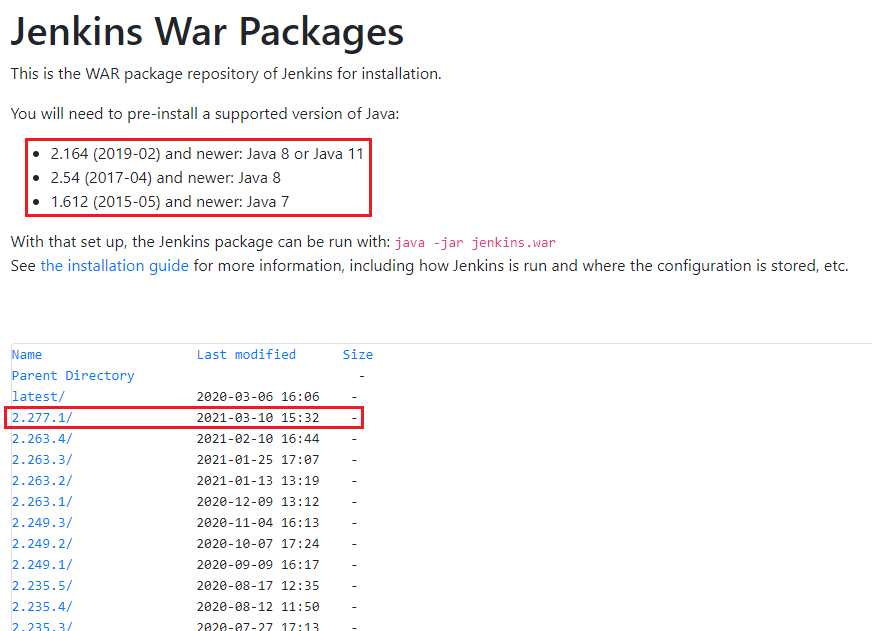 Jenkins War Packages
This is the WAR package repository of Jenkins for installation.
You will need to pre-install a supported version of Java:
• 2.164 (2019-02) and newer: Java 8 or Java 11
• 2.54 (2017-04) and newer: Java 8
• 1.612 (2015-05) and newer: Java 7
With that set up, the Jenkins package can be run with: java -jar jenkins.war
See the installation guide for more information, including how Jenkins is run and where the configuration is stored, etc.
Name Last modified Size
Parent Directory -
latest/ 2020-03-06 16:06 -
2.277.1/ 2021-03-10 15:32 -
2.263.4/ 2021-02-10 16:44 -
2.263.3/ 2021-01-25 17:07 -
2.263.2/ 2021-01-13 13:19 -
2.263.1/ 2020-12-09 13:12 -
2.249.3/ 2020-11-04 16:13 -
2.249.2/ 2020-10-07 17:24 -
2.249.1/ 2020-09-09 16:17 -
2.235.5/ 2020-08-17 12:35 -
2.235.4/ 2020-08-12 11:50 -
2.235.3/ 2020-07-27 17:13 -